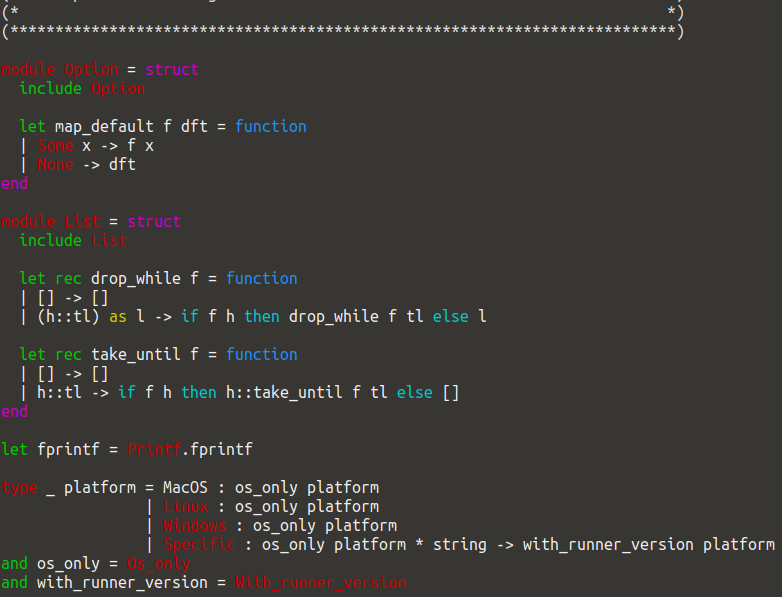 (*                                                                        *)
(**************************************************************************)

module Option = struct
  include Option

  let map_default f dft = function
  | Some x -> f x
  | None -> dft
end

module List = struct
  include List

  let rec drop_while f = function
  | [] -> []
  | (h::tl) as l -> if f h then drop_while f tl else l

  let rec take_until f = function
  | [] -> []
  | h::tl -> if f h then h::take_until f tl else []
end

let fprintf = Printf.fprintf

type _ platform = MacOS : os_only platform
                | Linux : os_only platform
                | Windows : os_only platform
                | Specific : os_only platform * string -> with_runner_version platform
and os_only = Os_only
and with_runner_version = With_runner_version